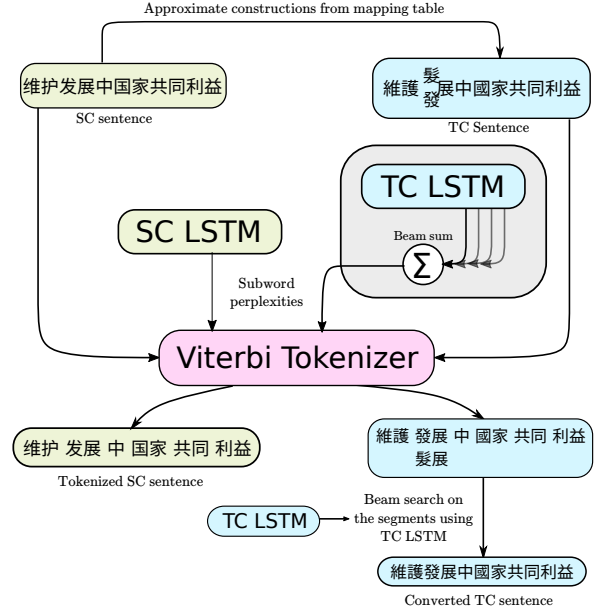 Approximate constructions from mapping table
维护发展中国家共同利益
SC sentence
維護 髮 展中國家共同利益
發
TC Sentence
TC LSTM
SC LSTM
Beam sum
Σ
Subword
perplexities
Viterbi Tokenizer
维护 发展 中 国家 共同 利益
Tokenized SC sentence
維護 發展 中 國家 共同 利益
髮展
TC LSTM
Beam search on
the segments using
TC LSTM
維護發展中國家共同利益
Converted TC sentence